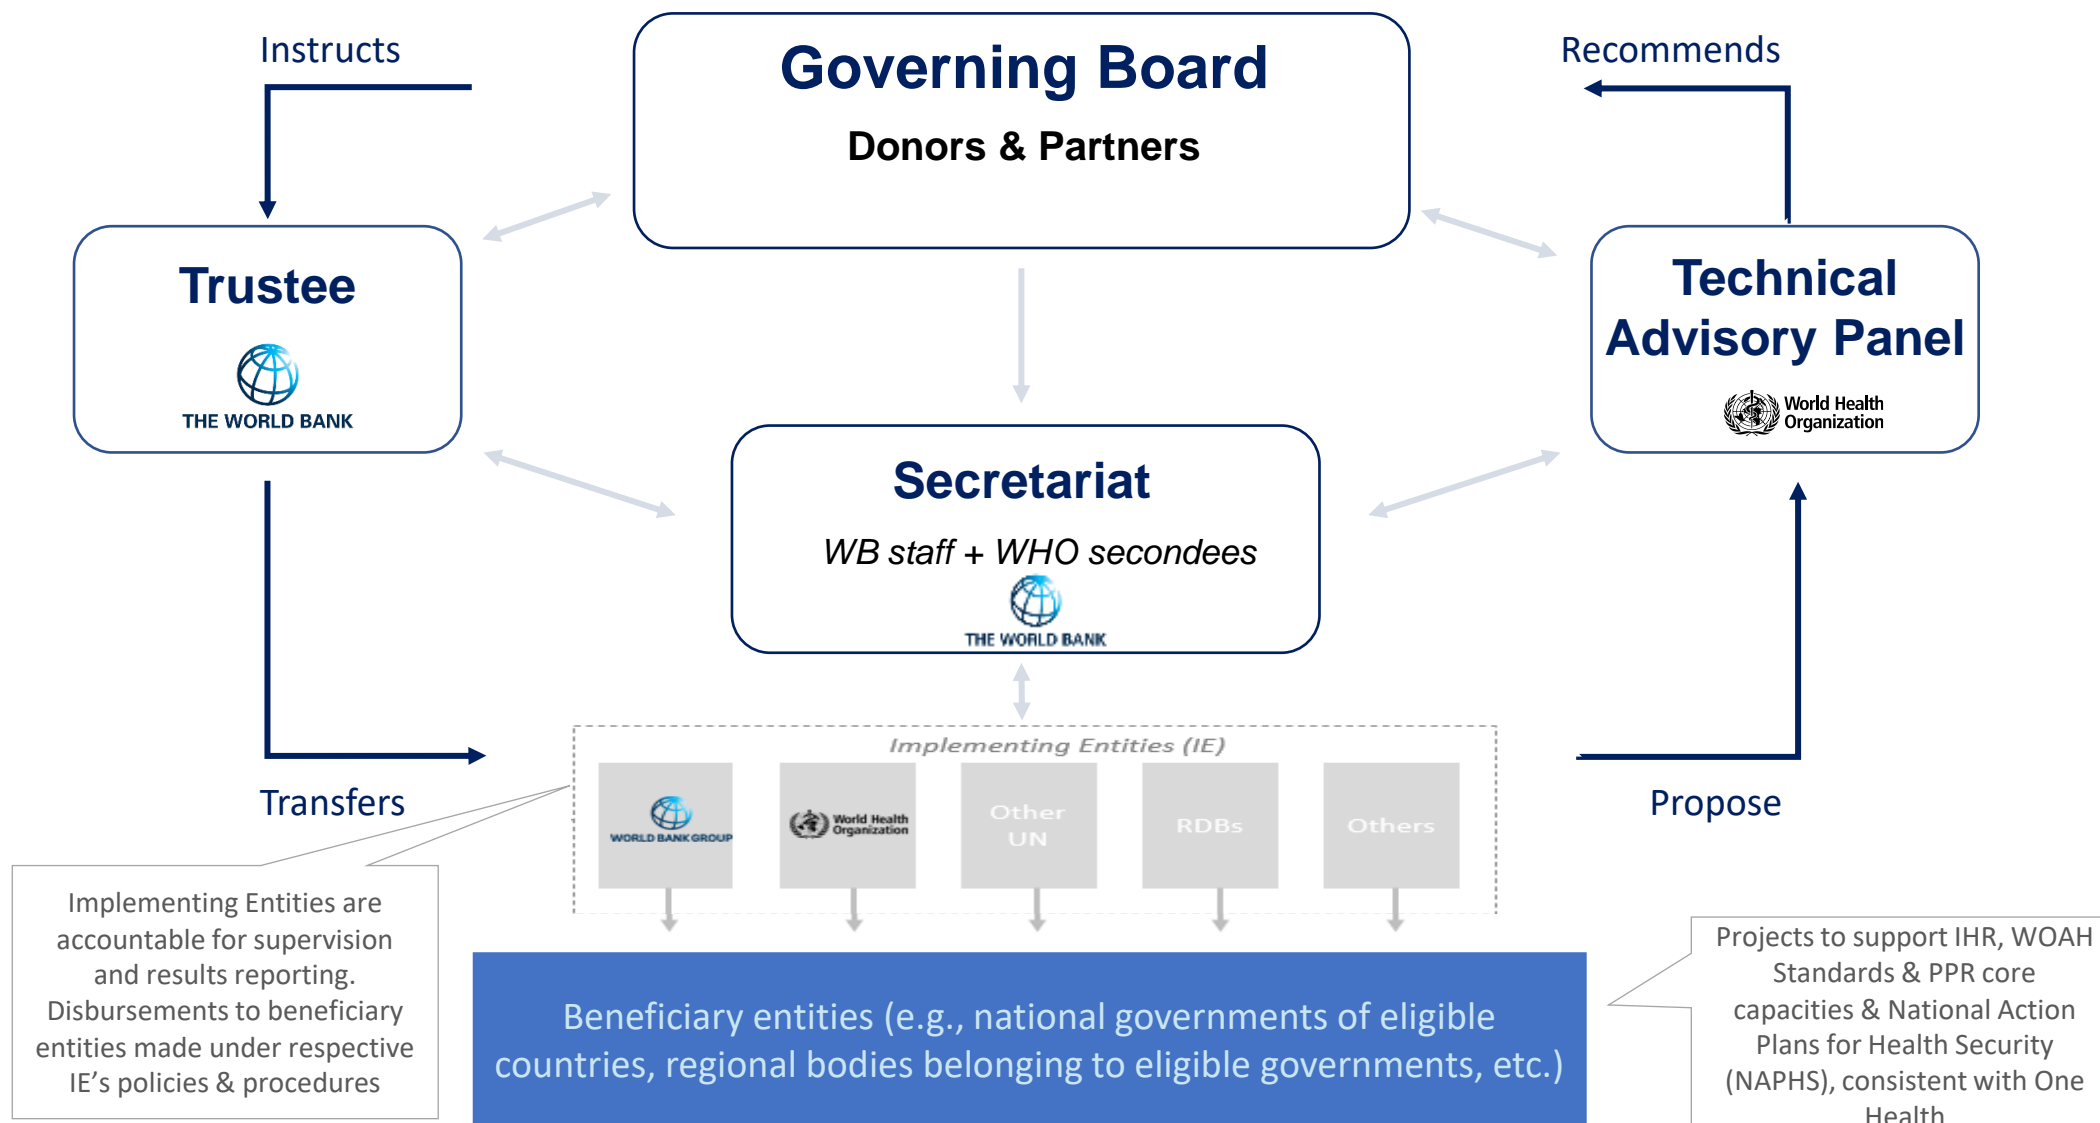 Instructs
Governing Board
Donors & Partners
Recommends
Trustee
THE WORLD BANK
Technical
Advisory Panel
World Health
Organization
Secretariat
WB staff + WHO secondees
THE WORLD BANK
Implementing Entities (IE)
WORLD BANK GROUP
World Health
Organization
Other
UN
RDBs
Others
Transfers
Propose
Implementing Entities are
accountable for supervision
and results reporting.
Disbursements to beneficiary
entities made under respective
IE's policies & procedures
Beneficiary entities (e.g., national governments of eligible
countries, regional bodies belonging to eligible governments, etc.)
Projects to support IHR, WOAH
Standards & PPR core
capacities & National Action
Plans for Health Security
(NAPHS), consistent with One
Health